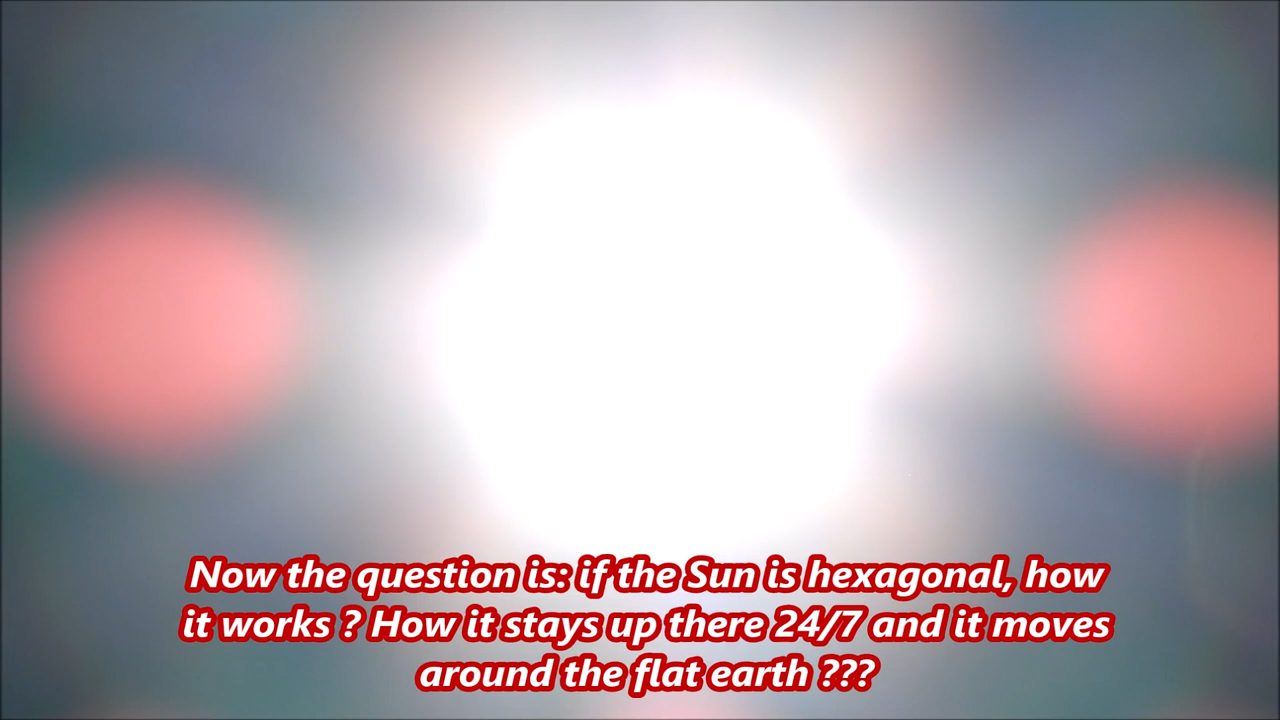 Now the question is: if the Sun is hexagonal, how
it works ? How it stays up there 24/7 and it moves
around the flat earth ???